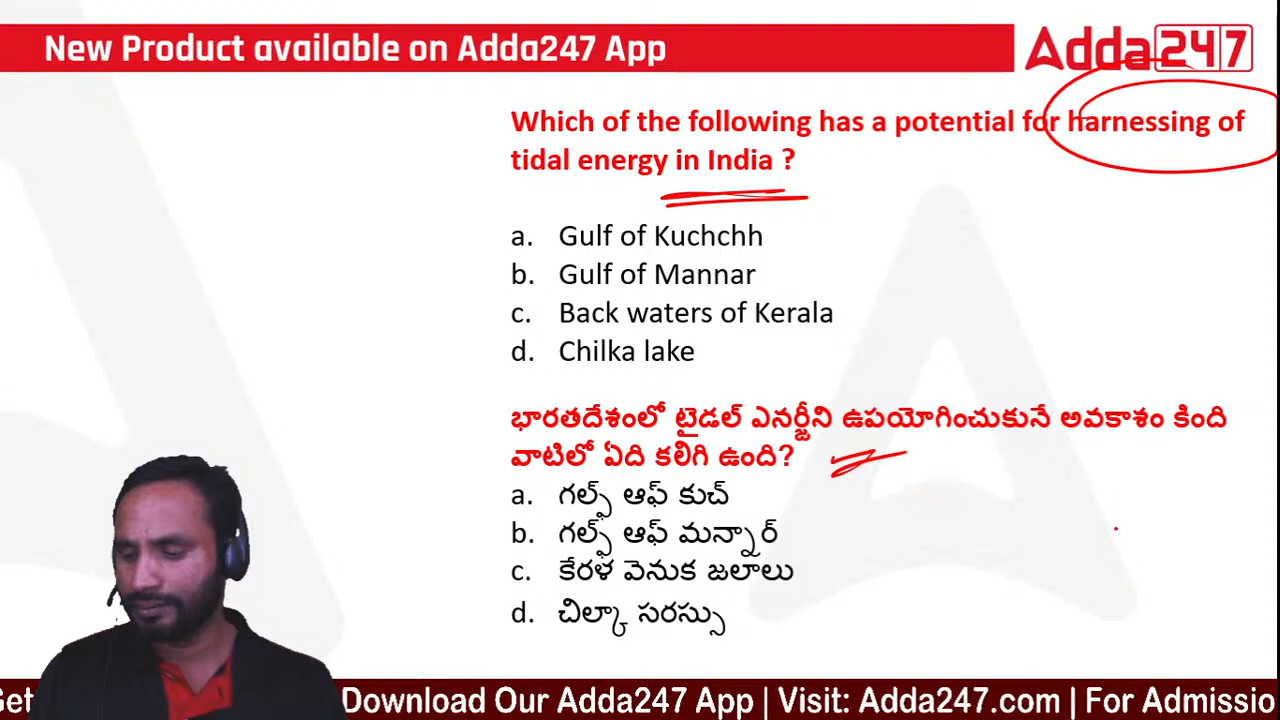 New Product available on Adda247 App
Adda247
Which of the following has a potential for harnessing of
tidal energy in India ?
a. Gulf of Kuchchh
b. Gulf of Mannar
c. Back waters of Kerala
d. Chilka lake
భారతదేశంలో టైడల్ ఎనర్జీని ఉపయోగించుకునే అవకాశం కింది
వాటిలో ఏది కలిగి ఉంది?
a. గల్ఫ్ ఆఫ్ కుచ్
b. గల్ఫ్ ఆఫ్ మన్నార్
c. కేరళ వెనుక జలాలు
d. చిల్కా సరస్సు
Get Download Our Adda247 App | Visit: Adda247.com | For Admissio